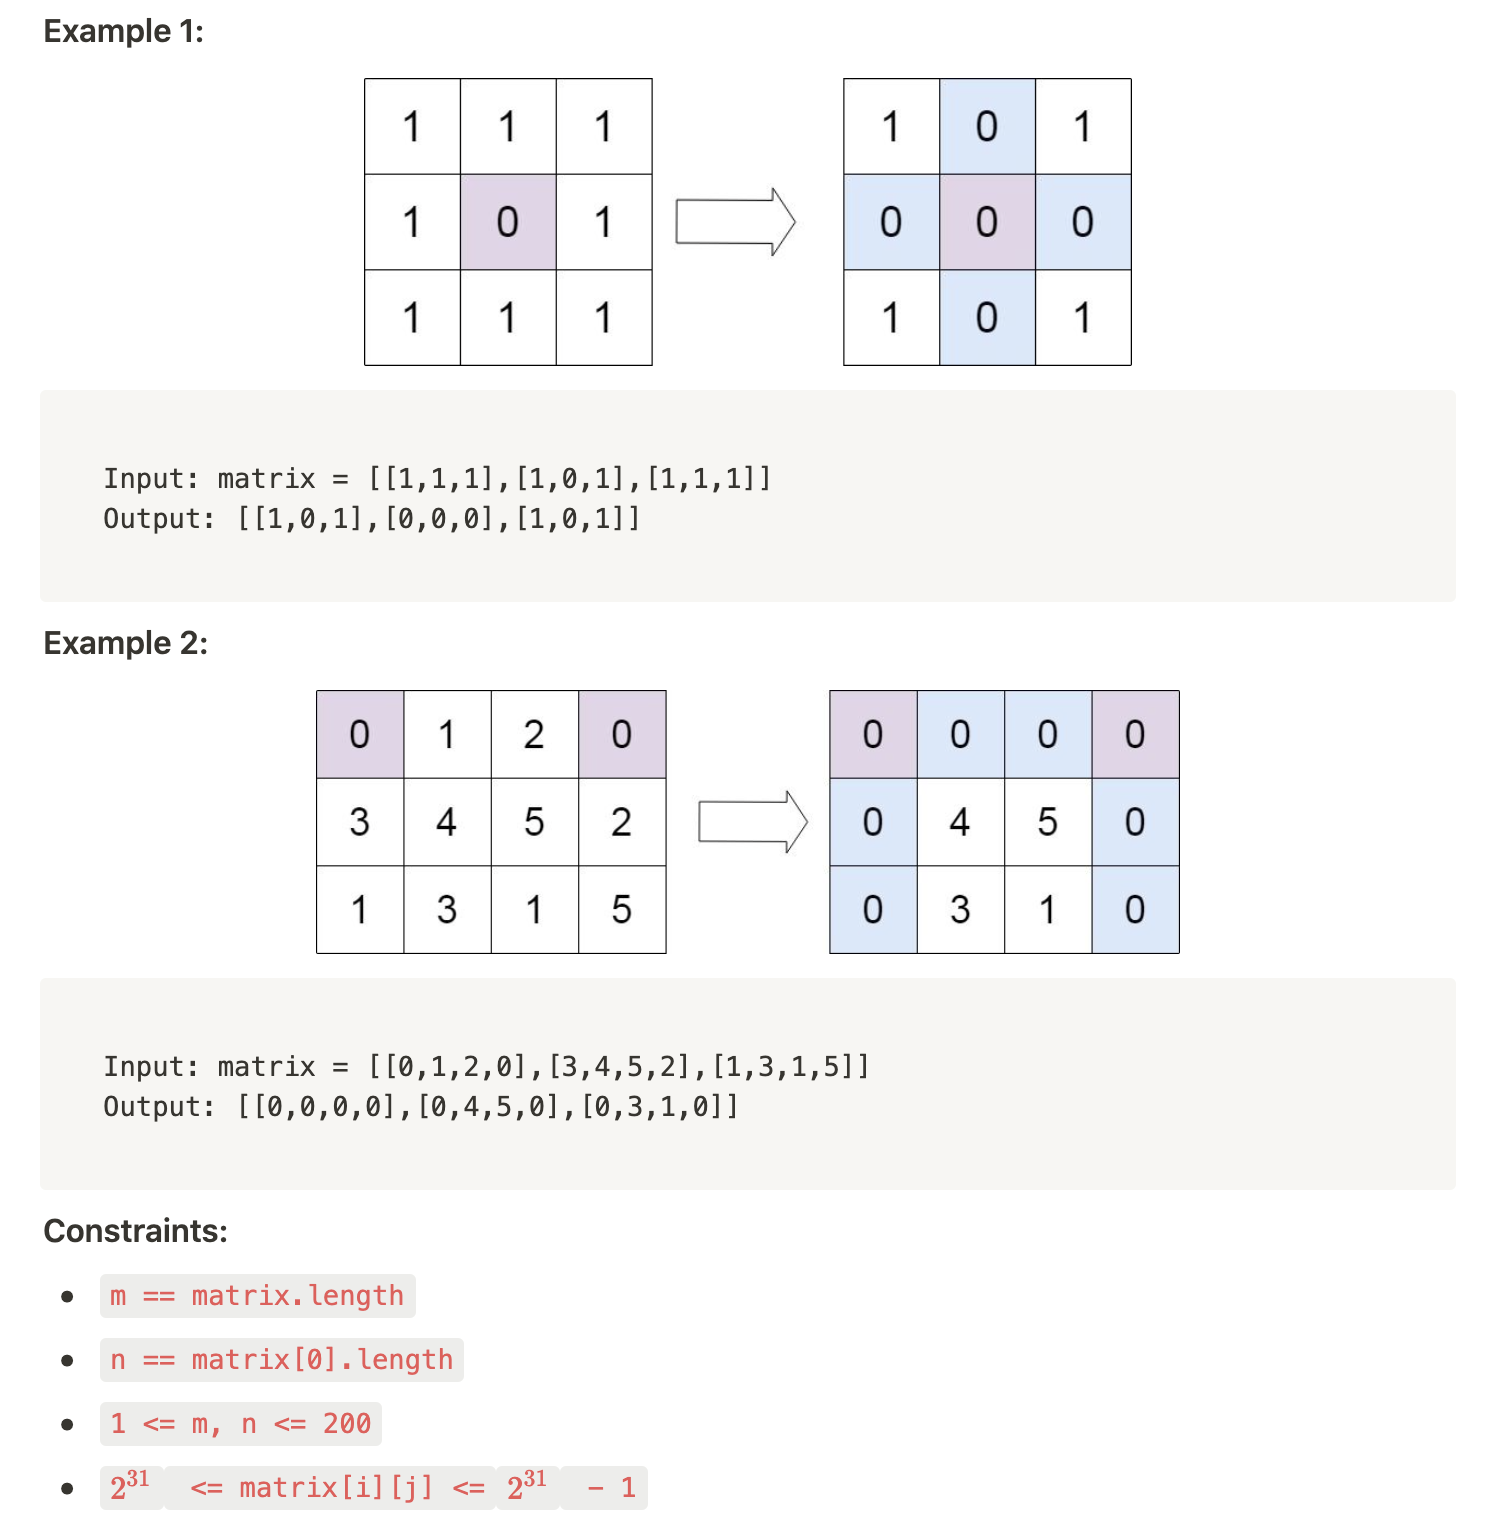 Example 1:
1 1 1 1 0 1
1 0 1 0 0 0
1 1 1 1 0 1
Input: matrix = [[1,1,1],[1,0,1],[1,1,1]]
Output: [[1,0,1],[0,0,0],[1,0,1]]
Example 2:
0 1 2 0 0 0 0 0
3 4 5 2 0 4 5 0
1 3 1 5 0 3 1 0
Input: matrix = [[0,1,2,0],[3,4,5,2],[1,3,1,5]]
Output: [[0,0,0,0],[0,4,5,0],[0,3,1,0]]
Constraints:
• m == matrix.length
• n == matrix[0].length
• 1 <= m, n <= 200
• 2³¹ <= matrix[i][j] <= 2³¹ - 1